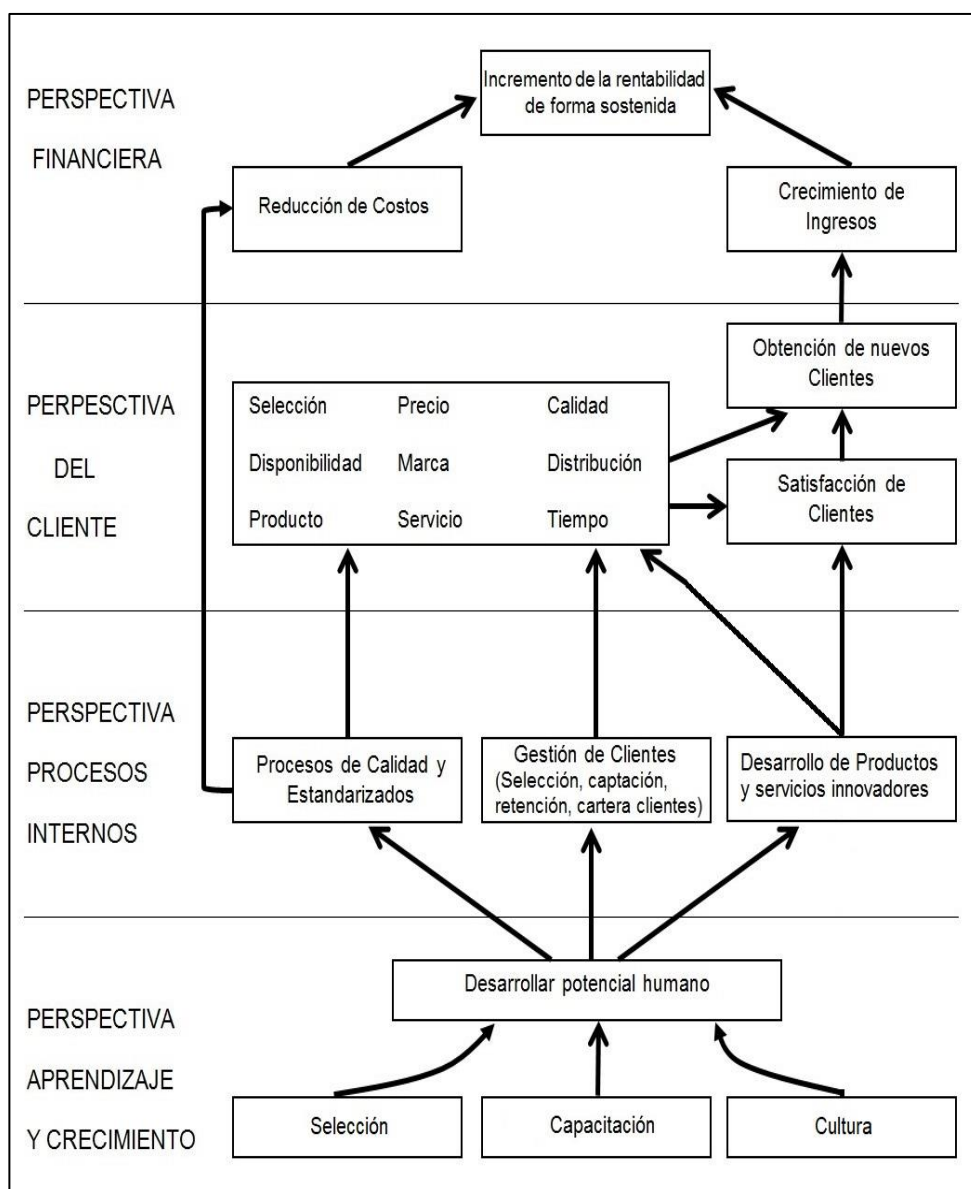 PERSPECTIVA
FINANCIERA
Incremento de la rentabilidad
de forma sostenida
Reducción de Costos
Crecimiento de
Ingresos
PERPESCTIVA
DEL
CLIENTE
Obtención de nuevos
Clientes
Selección Precio Calidad
Disponibilidad Marca Distribución
Producto Servicio Tiempo
Satisfacción de
Clientes
PERSPECTIVA
PROCESOS
INTERNOS
Procesos de Calidad y
Estandarizados
Gestión de Clientes
(Selección, captación,
retención, cartera clientes)
Desarrollo de Productos
y servicios innovadores
PERSPECTIVA
APRENDIZAJE
Y CRECIMIENTO
Desarrollar potencial humano
Selección
Capacitación
Cultura